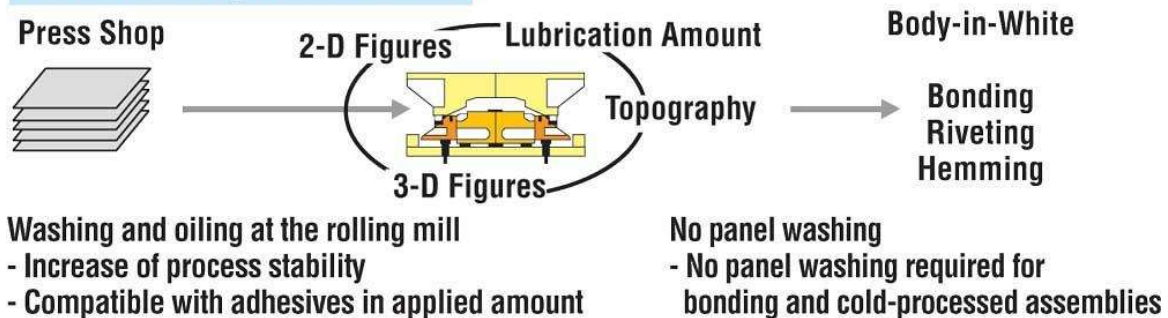 Press Shop
2-D Figures
Lubrication Amount
Topography
3-D Figures
Body-in-White
Bonding
Riveting
Hemming
Washing and oiling at the rolling mill
- Increase of process stability
- Compatible with adhesives in applied amount
No panel washing
- No panel washing required for
bonding and cold-processed assemblies